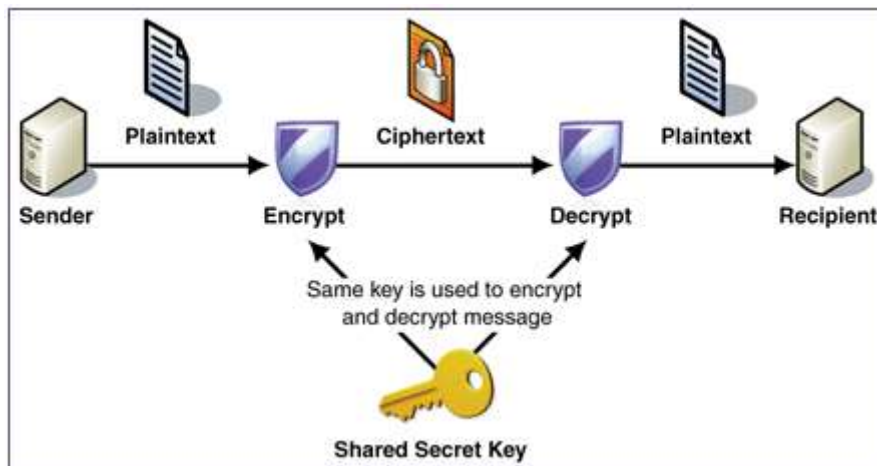 Plaintext
Ciphertext
Plaintext
Sender
Encrypt
Decrypt
Recipient
Same key is used to encrypt
and decrypt message
Shared Secret Key